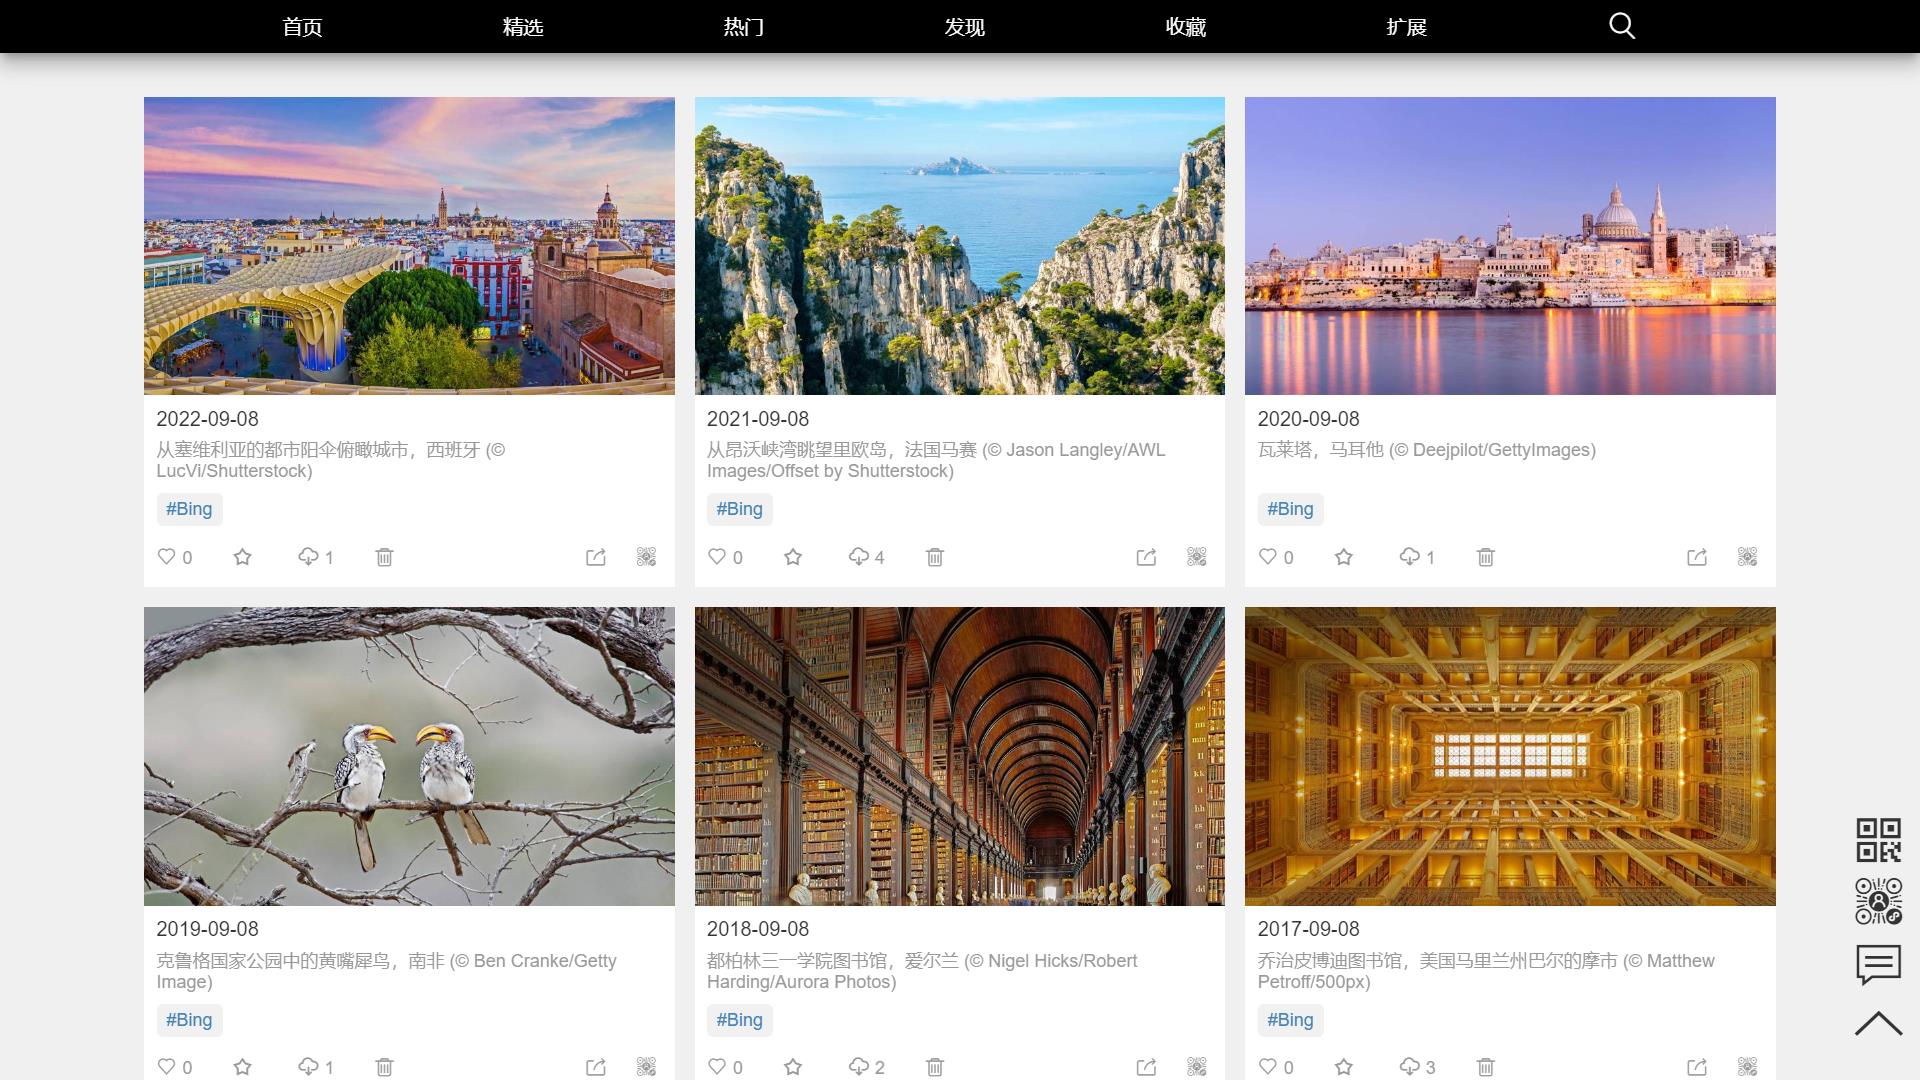 首页 精选 热门 发现 收藏 扩展
2022-09-08
从塞维利亚的都市阳伞俯瞰城市，西班牙 (©
LucVi/Shutterstock)
#Bing
0 1
2021-09-08
从昂沃峡湾眺望里欧岛，法国马赛 (© Jason Langley/AWL
Images/Offset by Shutterstock)
#Bing
0 4
2020-09-08
瓦莱塔，马耳他 (© Deejpilot/GettyImages)
#Bing
0 1
2019-09-08
克鲁格国家公园中的黄嘴犀鸟，南非 (© Ben Cranke/Getty
Image)
#Bing
0 1
2018-09-08
都柏林三一学院图书馆，爱尔兰 (© Nigel Hicks/Robert
Harding/Aurora Photos)
#Bing
0 2
2017-09-08
乔治皮博迪图书馆，美国马里兰州巴尔的摩市 (© Matthew
Petroff/500px)
#Bing
0 3